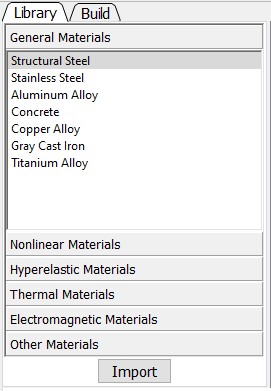 Library Build
General Materials
Structural Steel
Stainless Steel
Aluminum Alloy
Concrete
Copper Alloy
Gray Cast Iron
Titanium Alloy
Nonlinear Materials
Hyperelastic Materials
Thermal Materials
Electromagnetic Materials
Other Materials
Import